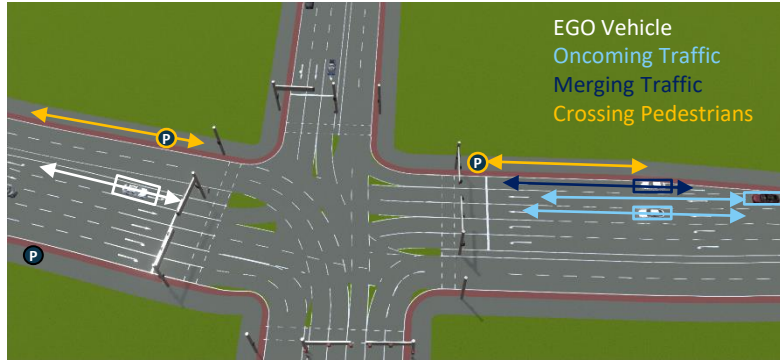 EGO Vehicle
Oncoming Traffic
Merging Traffic
Crossing Pedestrians
P
P
P